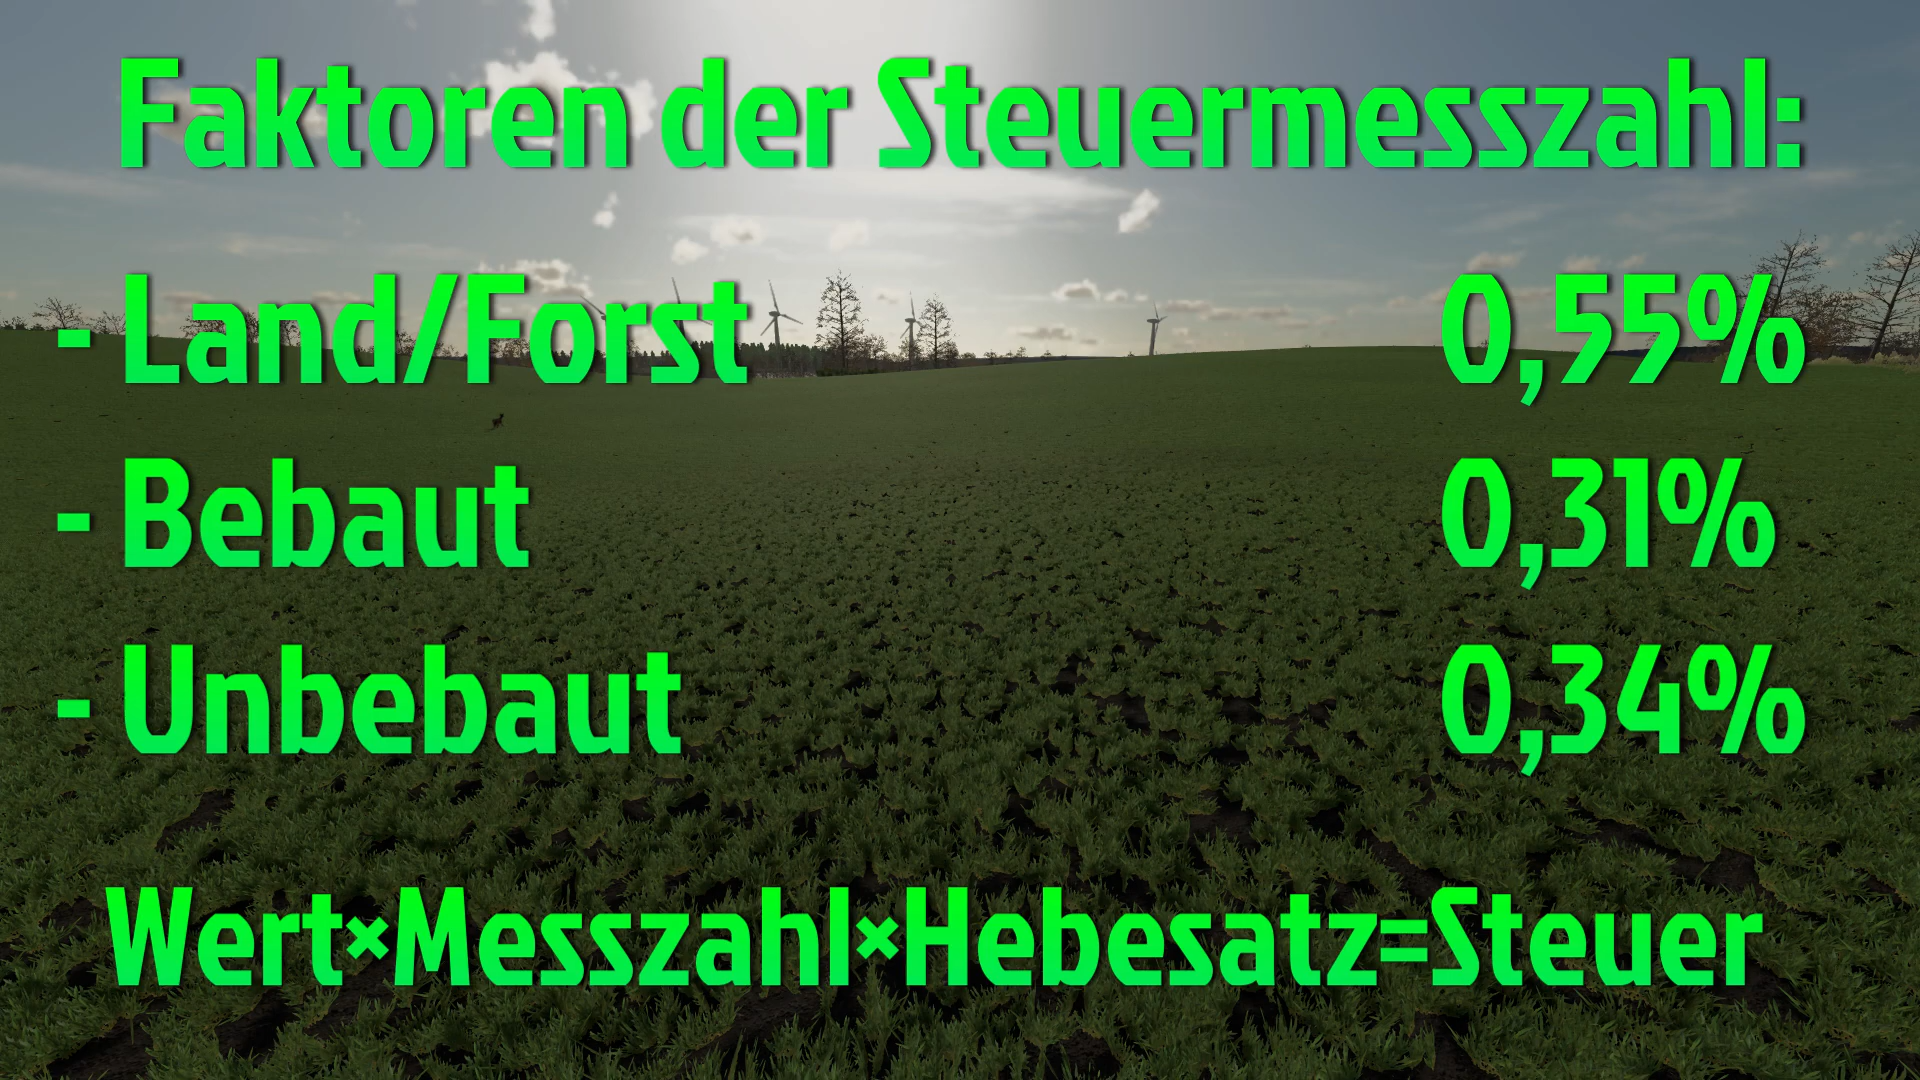 Faktoren der Steuermesszahl:
- Land/Forst 0,55%
- Bebaut 0,31%
- Unbebaut 0,34%
Wert×Messzahl×Hebesatz=Steuer